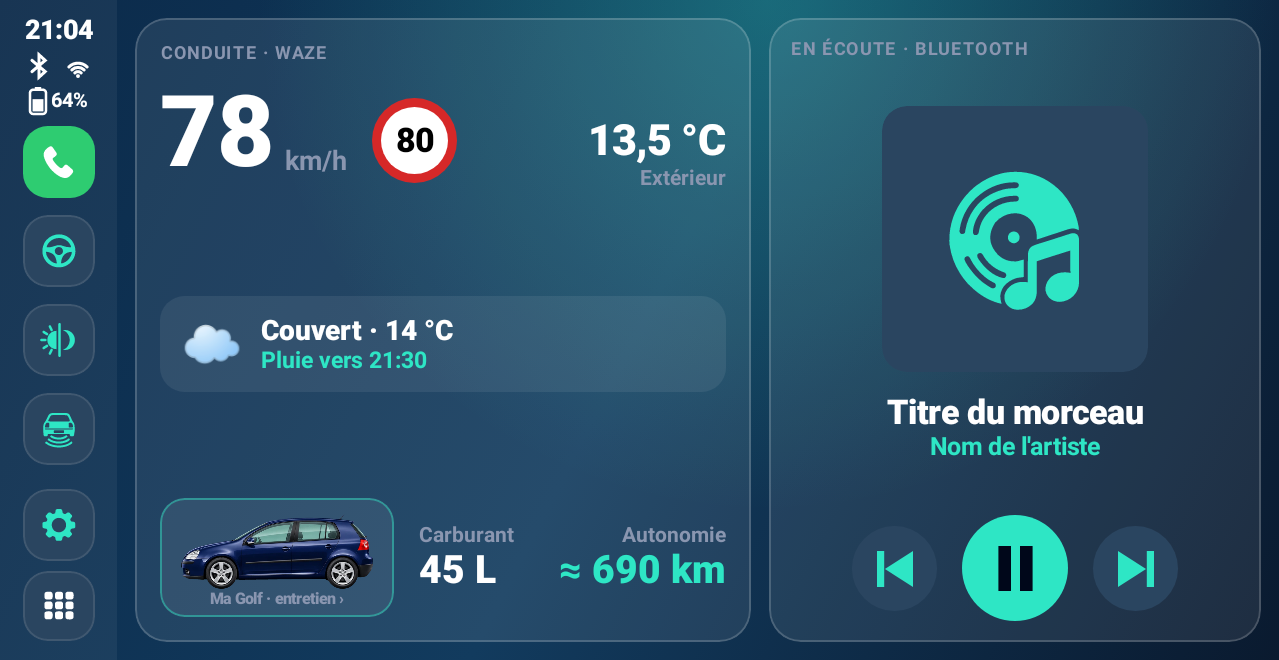 21:04
64%
CONDUITE · WAZE
78 km/h
80
13,5 °C
Extérieur
Couvert · 14 °C
Pluie vers 21:30
Ma Golf · entretien ›
Carburant
45 L
Autonomie
≈ 690 km
EN ÉCOUTE · BLUETOOTH
Titre du morceau
Nom de l'artiste